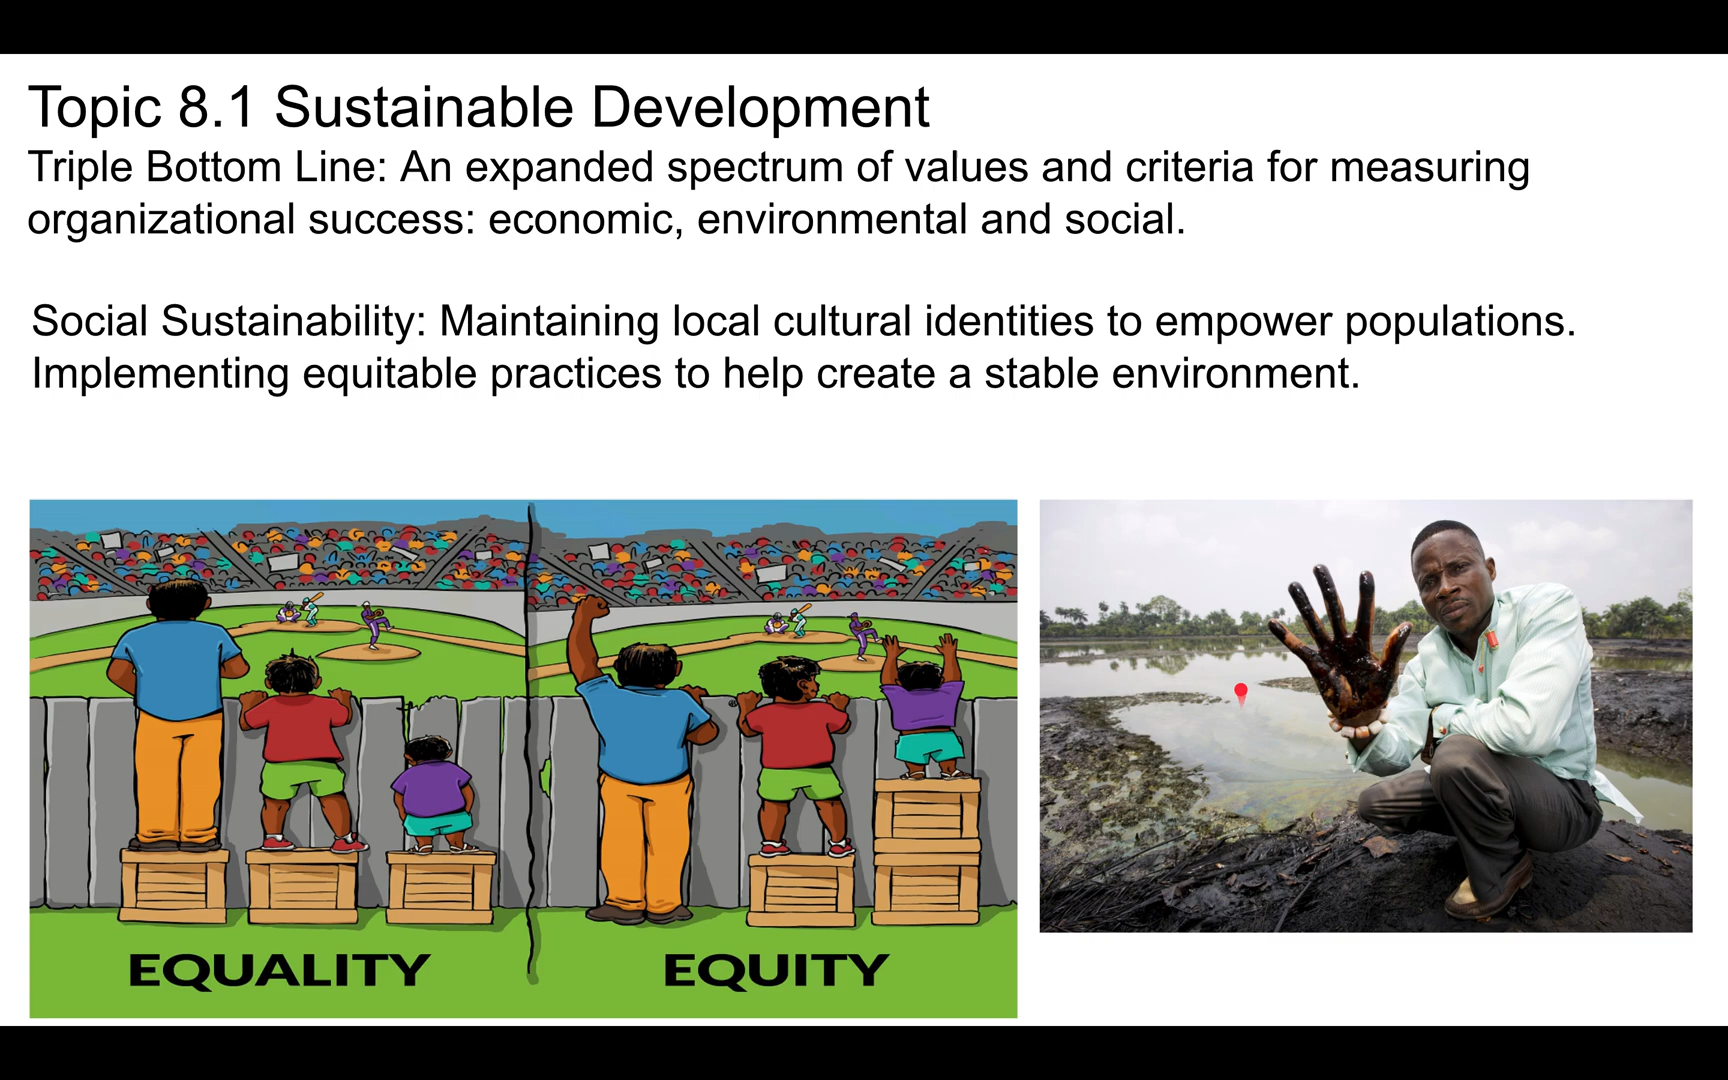 Topic 8.1 Sustainable Development
Triple Bottom Line: An expanded spectrum of values and criteria for measuring
organizational success: economic, environmental and social.
Social Sustainability: Maintaining local cultural identities to empower populations.
Implementing equitable practices to help create a stable environment.
EQUALITY
EQUITY